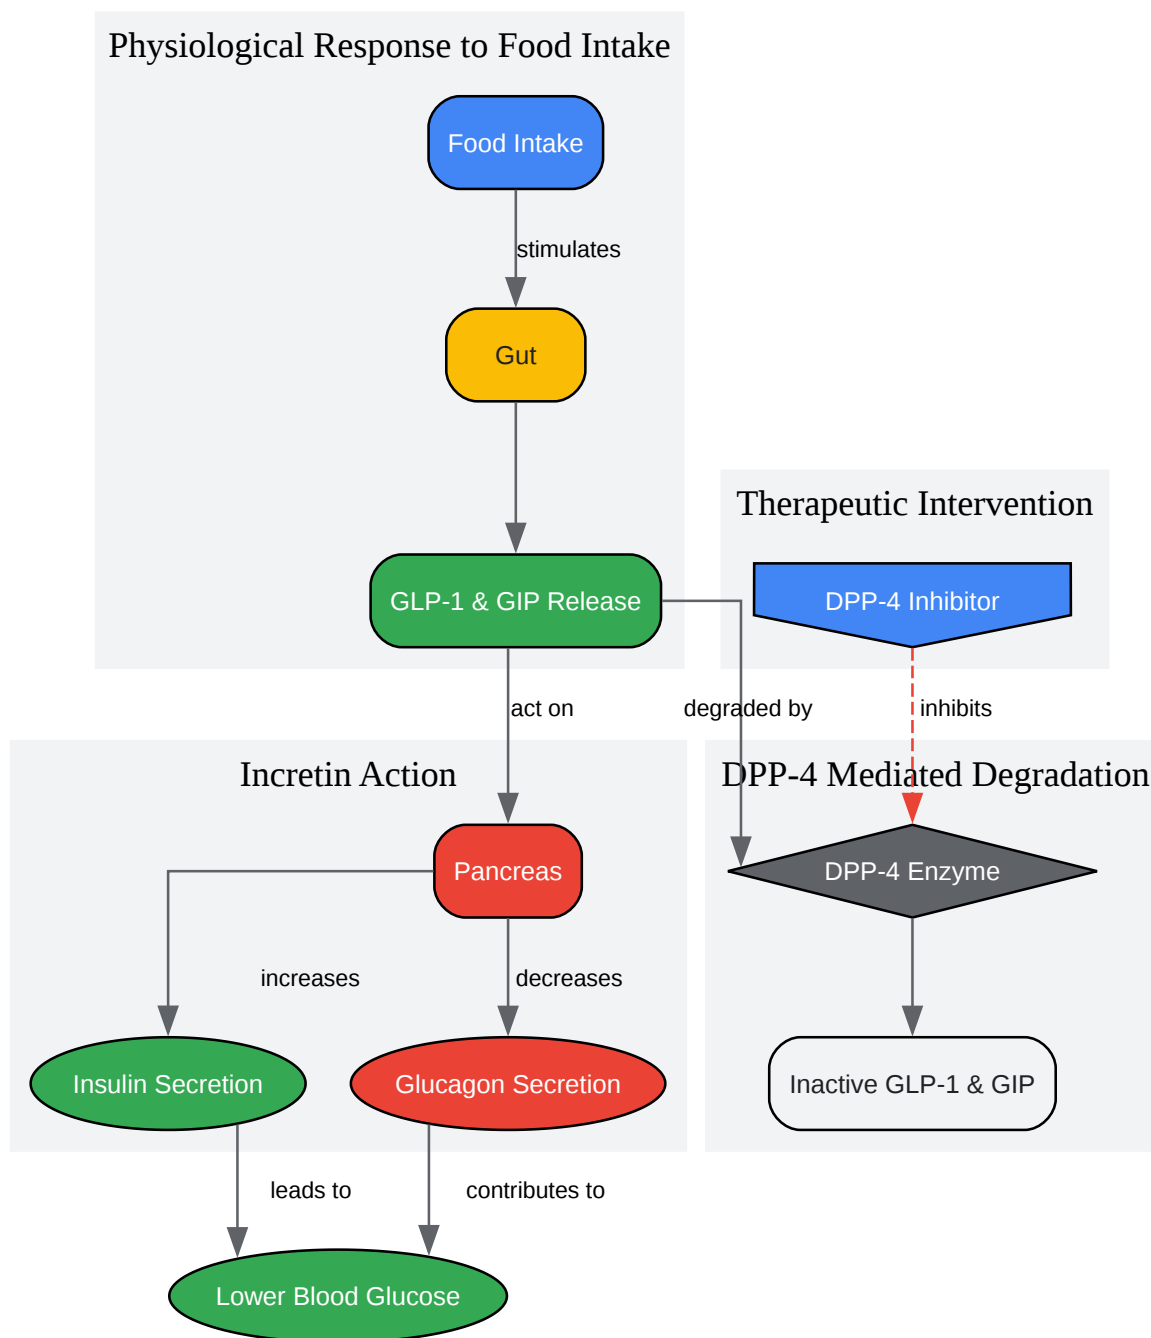 Physiological Response to Food Intake
Food Intake
stimulates
Gut
Therapeutic Intervention
GLP-1 & GIP Release
DPP-4 Inhibitor
act on
degraded by
inhibits
Incretin Action
DPP-4 Mediated Degradation
Pancreas
DPP-4 Enzyme
increases
decreases
Insulin Secretion
Glucagon Secretion
Inactive GLP-1 & GIP
leads to
contributes to
Lower Blood Glucose